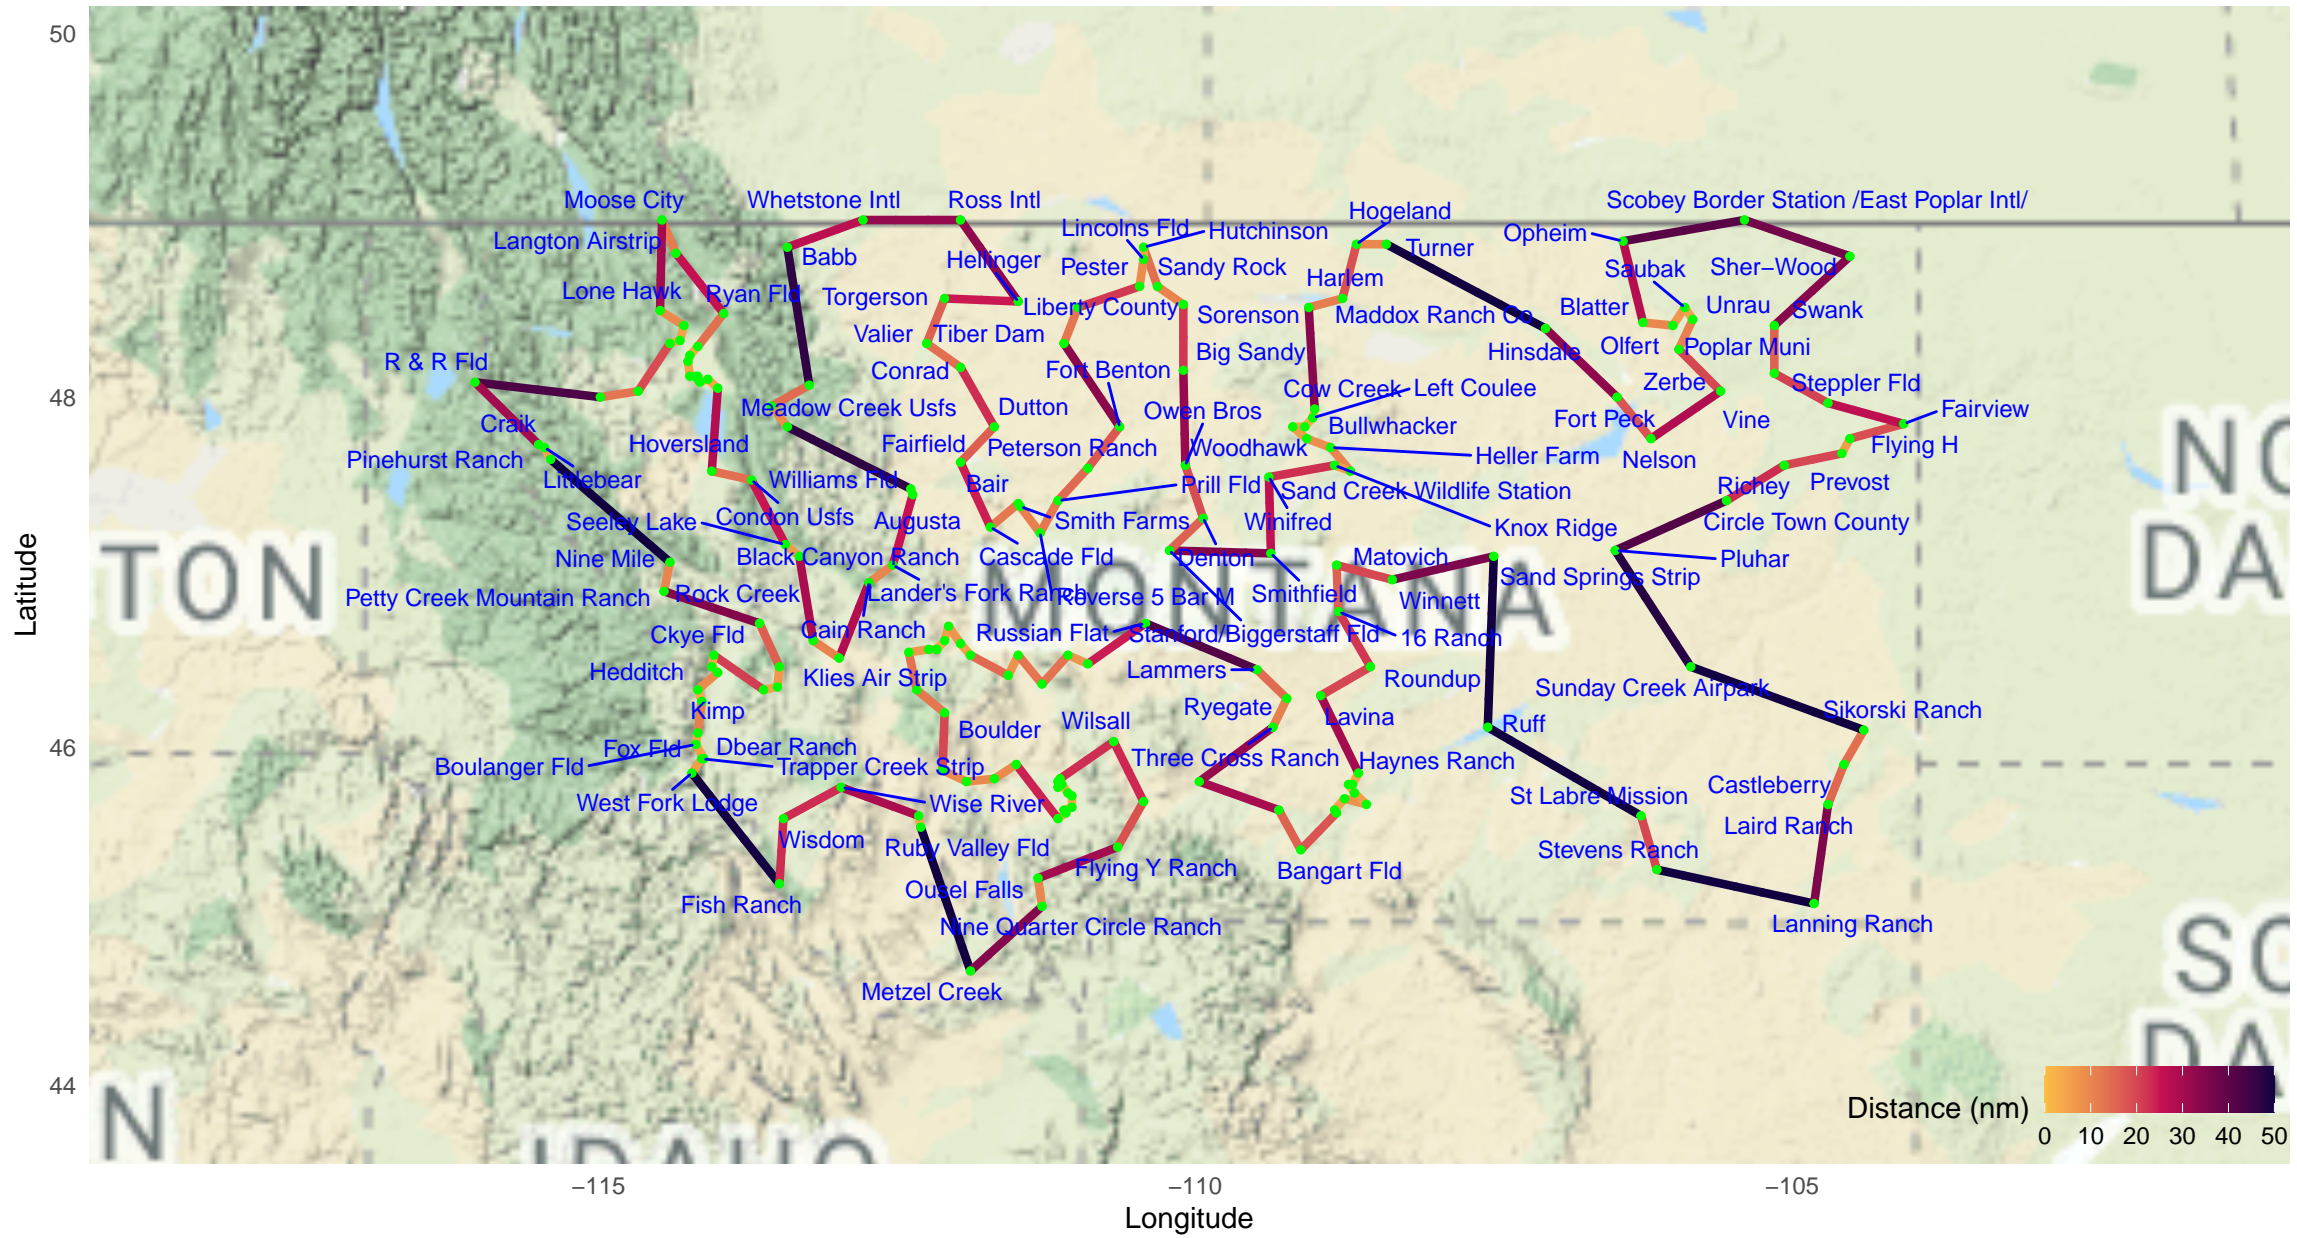 50
48
46
44
Latitude
Moose City
Whetstone Intl
Ross Intl
Scobey Border Station /East Poplar Intl/
Hogeland
Lincolns Fld
Hutchinson
Opheim
Langton Airstrip
Turner
Babb
Hellinger
Pester
Sandy Rock
Saubak
Sher−Wood
Harlem
Lone Hawk
Ryan Fld
Torgerson
Liberty County
Sorenson
Maddox Ranch Co
Blatter
Unrau
Swank
Valier
Tiber Dam
Olfert
Poplar Muni
Big Sandy
Hinsdale
R & R Fld
Conrad
Fort Benton
Zerbe
Steppler Fld
Cow Creek
Left Coulee
Meadow Creek Usfs
Dutton
Owen Bros
Fairview
Craik
Fort Peck
Vine
Bullwhacker
Hoversland
Fairfield
Peterson Ranch
Woodhawk
Flying H
Pinehurst Ranch
Heller Farm
Nelson
Littlebear
Williams Fld
Bair
Prill Fld
Sand Creek Wildlife Station
Richey
Prevost
Seeley Lake
Condon Usfs
Augusta
Smith Farms
Winifred
Knox Ridge
Circle Town County
Nine Mile
Black Canyon Ranch
Cascade Fld
Denton
Matovich
Pluhar
Sand Springs Strip
Petty Creek Mountain Ranch
Rock Creek
Lander's Fork Ranch
Reverse 5 Bar M
Smithfield
Winnett
Ckye Fld
Cain Ranch
Russian Flat
Stanford/Biggerstaff Fld
16 Ranch
Hedditch
Klies Air Strip
Lammers
Roundup
Sunday Creek Airpark
Kimp
Ryegate
Lavina
Sikorski Ranch
Boulder
Wilsall
Ruff
Fox Fld
Dbear Ranch
Three Cross Ranch
Haynes Ranch
Boulanger Fld
Trapper Creek Strip
Castleberry
West Fork Lodge
Wise River
St Labre Mission
Laird Ranch
Wisdom
Ruby Valley Fld
Stevens Ranch
Flying Y Ranch
Bangart Fld
Ousel Falls
Fish Ranch
Nine Quarter Circle Ranch
Lanning Ranch
Metzel Creek
TON
MONTANA
NO
DA
SO
DA
N
IDAHO
Distance (nm)
0 10 20 30 40 50
−115
−110
−105
Longitude